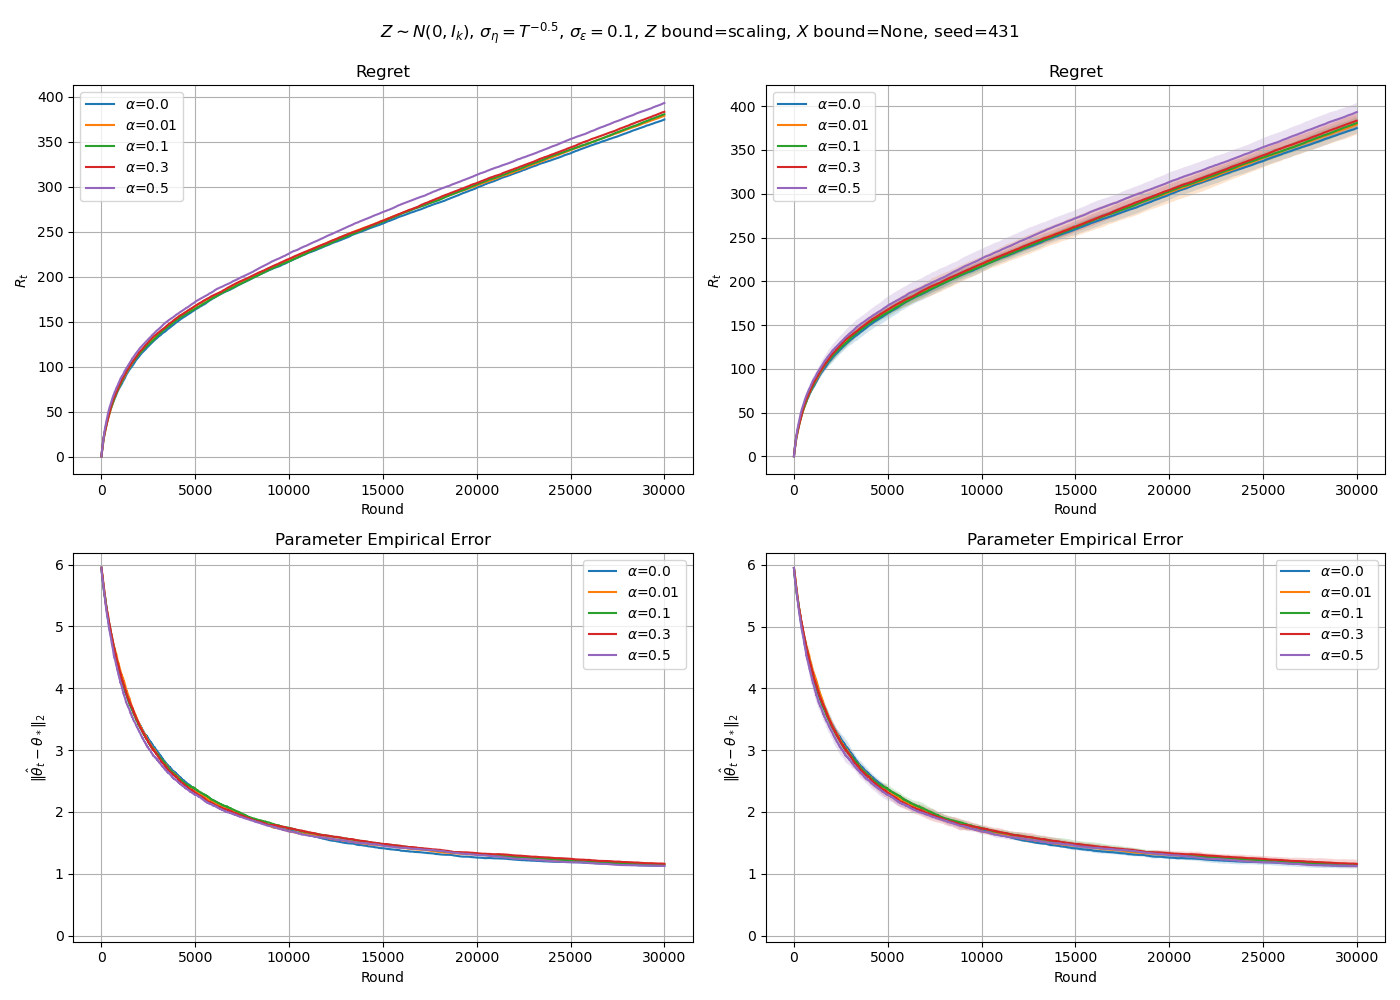 Z ~ N(0, I_k), σ_η = T^{−0.5}, σ_ε = 0.1, Z bound=scaling, X bound=None, seed=431
Regret
α=0.0
α=0.01
α=0.1
α=0.3
α=0.5
400
350
300
250
200
150
100
50
0
R_t
0 5000 10000 15000 20000 25000 30000
Round
Regret
α=0.0
α=0.01
α=0.1
α=0.3
α=0.5
400
350
300
250
200
150
100
50
0
R_t
0 5000 10000 15000 20000 25000 30000
Round
Parameter Empirical Error
α=0.0
α=0.01
α=0.1
α=0.3
α=0.5
6
5
4
3
2
1
0
‖θ̂_t − θ_*‖_2
0 5000 10000 15000 20000 25000 30000
Round
Parameter Empirical Error
α=0.0
α=0.01
α=0.1
α=0.3
α=0.5
6
5
4
3
2
1
0
‖θ̂_t − θ_*‖_2
0 5000 10000 15000 20000 25000 30000
Round